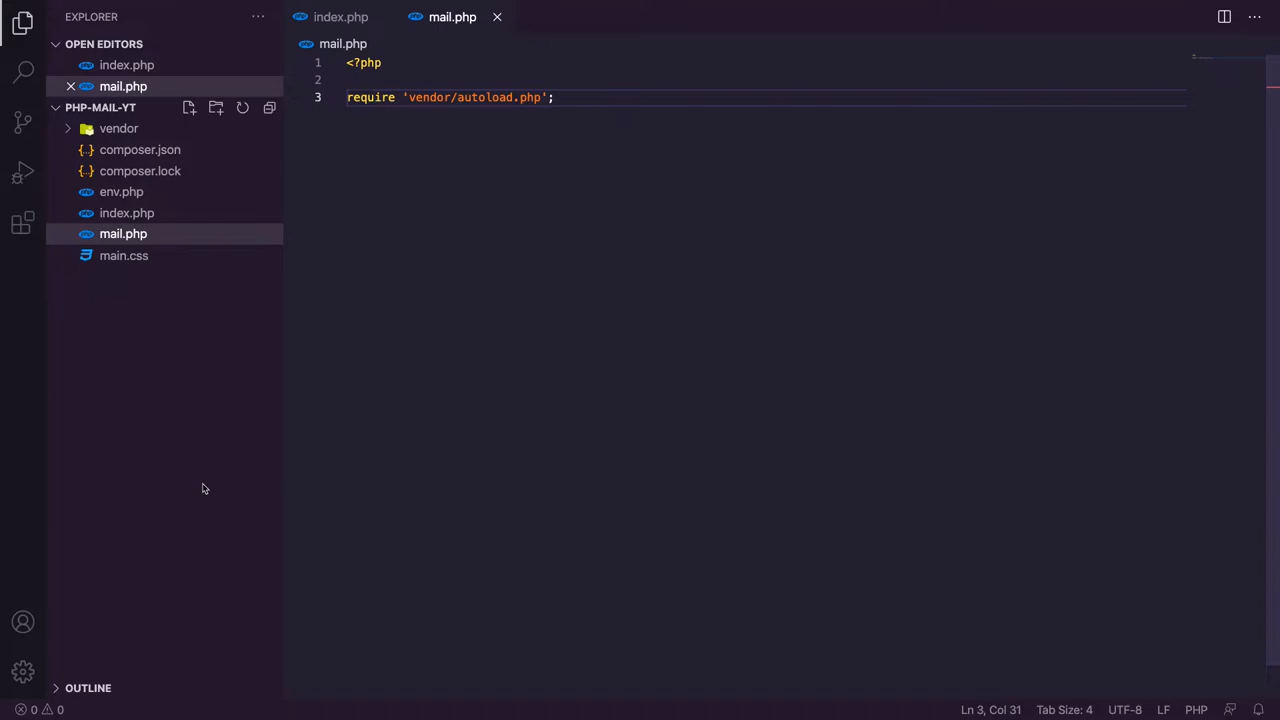 EXPLORER
OPEN EDITORS
index.php
mail.php
PHP-MAIL-YT
vendor
composer.json
composer.lock
env.php
index.php
mail.php
main.css
OUTLINE
index.php
mail.php
mail.php
1 <?php
2
3 require 'vendor/autoload.php';
0 0
Ln 3, Col 31 Tab Size: 4 UTF-8 LF PHP